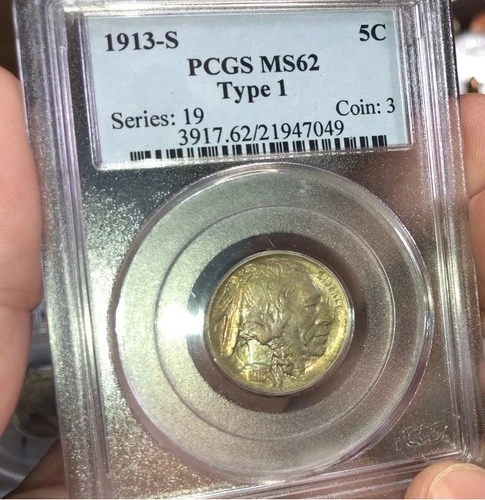 1913-S 5C
PCGS MS62
Type 1
Series: 19 Coin: 3
3917.62/21947049